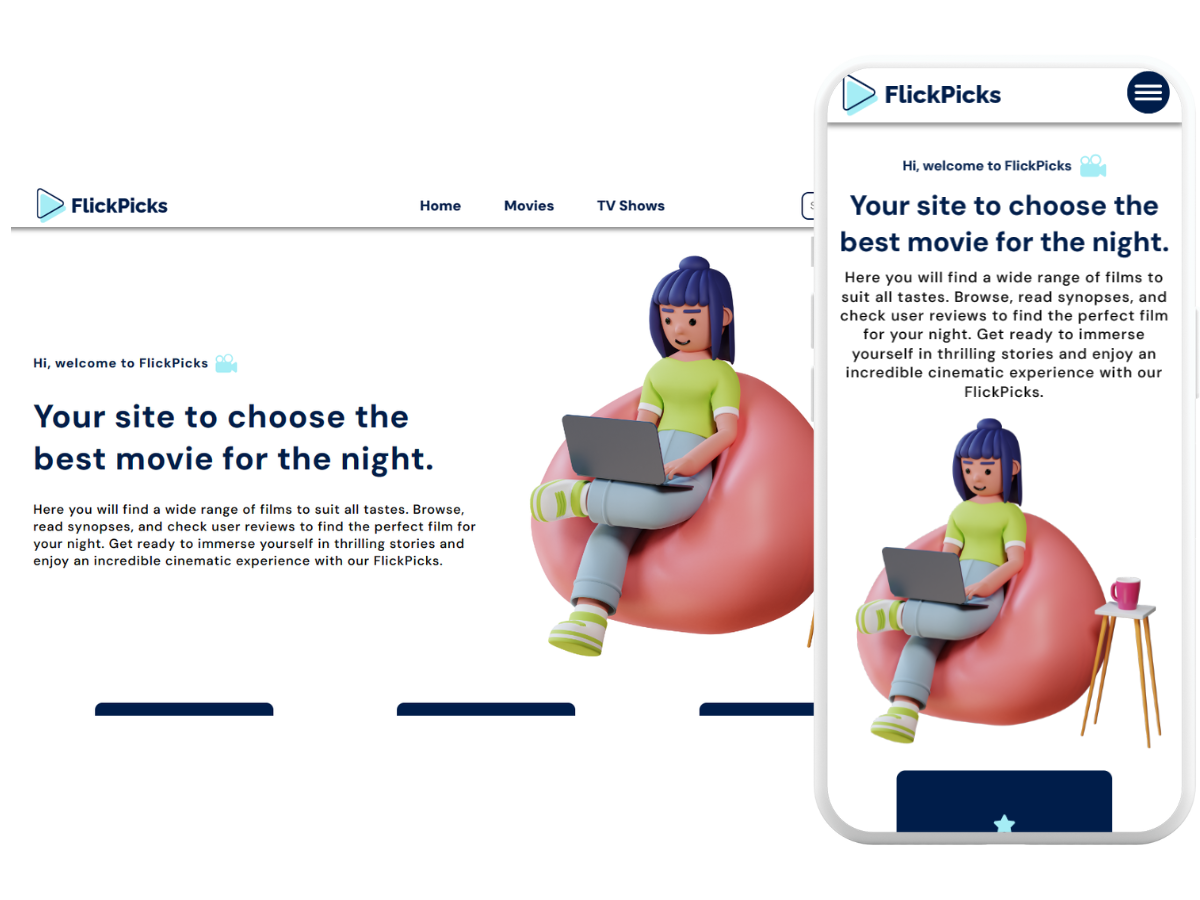 FlickPicks
Home Movies TV Shows
Hi, welcome to FlickPicks
Your site to choose the
best movie for the night.
Here you will find a wide range of films to suit all tastes. Browse,
read synopses, and check user reviews to find the perfect film for
your night. Get ready to immerse yourself in thrilling stories and
enjoy an incredible cinematic experience with our FlickPicks.
FlickPicks
Hi, welcome to FlickPicks
Your site to choose the
best movie for the night.
Here you will find a wide range of films to
suit all tastes. Browse, read synopses, and
check user reviews to find the perfect film
for your night. Get ready to immerse
yourself in thrilling stories and enjoy an
incredible cinematic experience with our
FlickPicks.